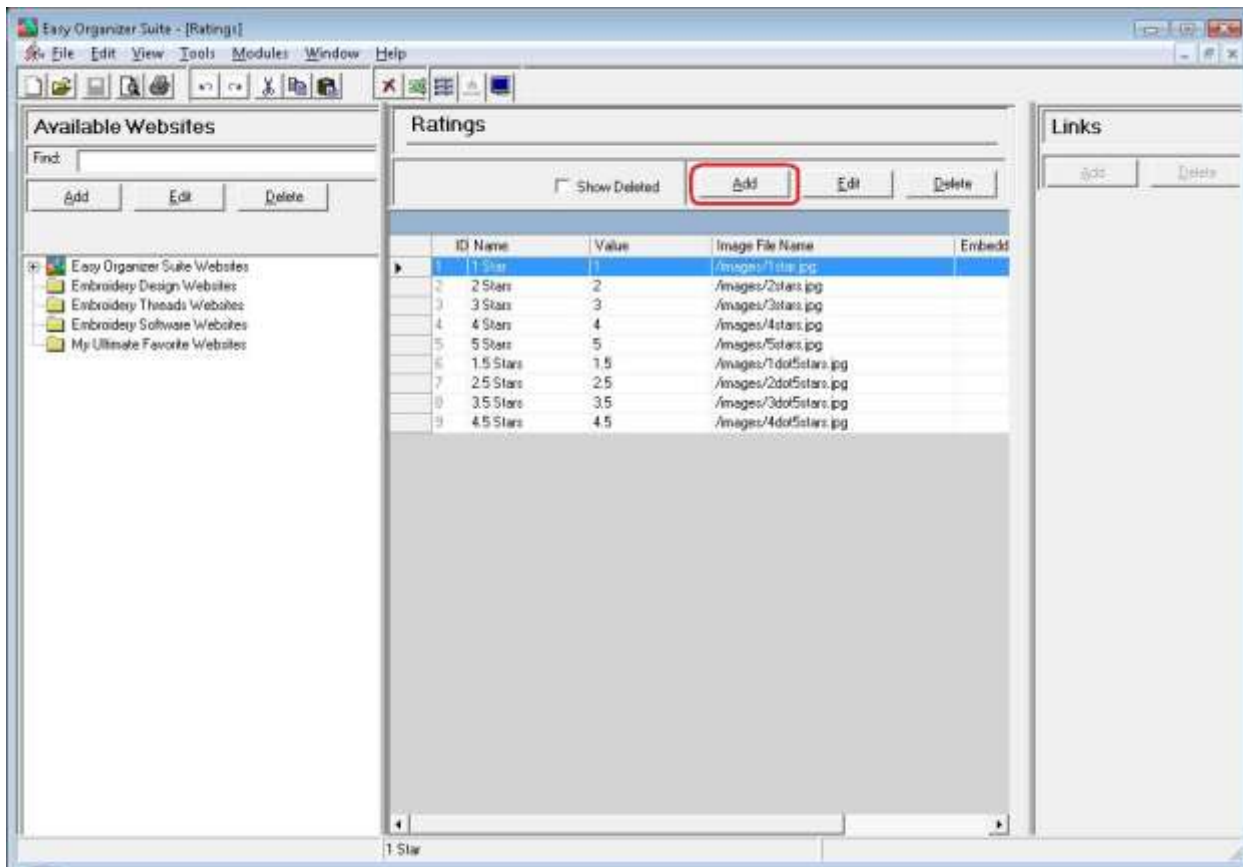 Easy Organizer Suite - [Ratings]
File Edit View Tools Modules Window Help
Available Websites
Find:
Add Edit Delete
Easy Organizer Suite Websites
Embroidery Design Websites
Embroidery Threads Websites
Embroidery Software Websites
My Ultimate Favorite Websites
Ratings
Show Deleted Add Edit Delete
ID Name Value Image File Name Embedd
1 1 Star 1 /images/1star.jpg
2 2 Stars 2 /images/2stars.jpg
3 3 Stars 3 /images/3stars.jpg
4 4 Stars 4 /images/4stars.jpg
5 5 Stars 5 /images/5stars.jpg
6 1.5 Stars 1.5 /images/1dot5stars.jpg
7 2.5 Stars 2.5 /images/2dot5stars.jpg
8 3.5 Stars 3.5 /images/3dot5stars.jpg
9 4.5 Stars 4.5 /images/4dot5stars.jpg
Links
Add Delete
1 Star